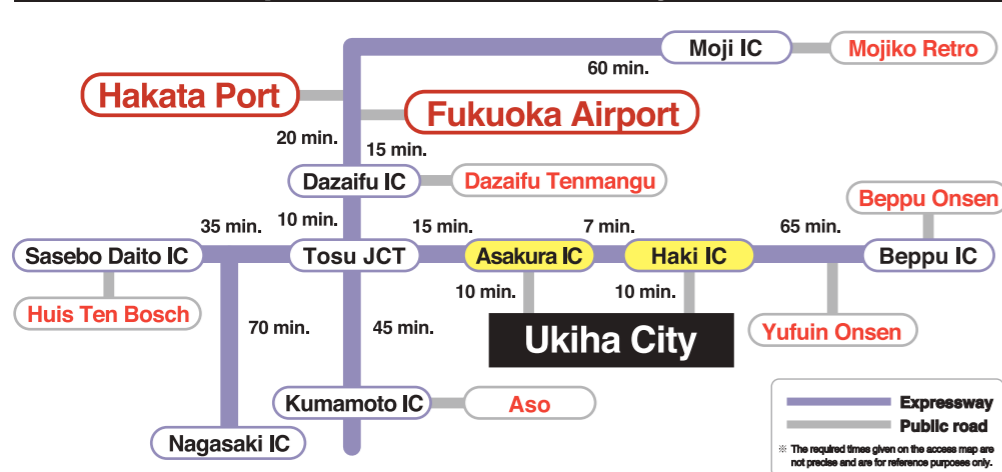 Moji IC
Mojiko Retro
60 min.
Hakata Port
Fukuoka Airport
20 min.
15 min.
Dazaifu IC
Dazaifu Tenmangu
Beppu Onsen
35 min.
10 min.
15 min.
7 min.
65 min.
Sasebo Daito IC
Tosu JCT
Asakura IC
Haki IC
Beppu IC
10 min.
10 min.
Huis Ten Bosch
70 min.
45 min.
Ukiha City
Yufuin Onsen
Kumamoto IC
Aso
Nagasaki IC
Expressway
Public road
※ The required times given on the access map are
not precise and are for reference purposes only.